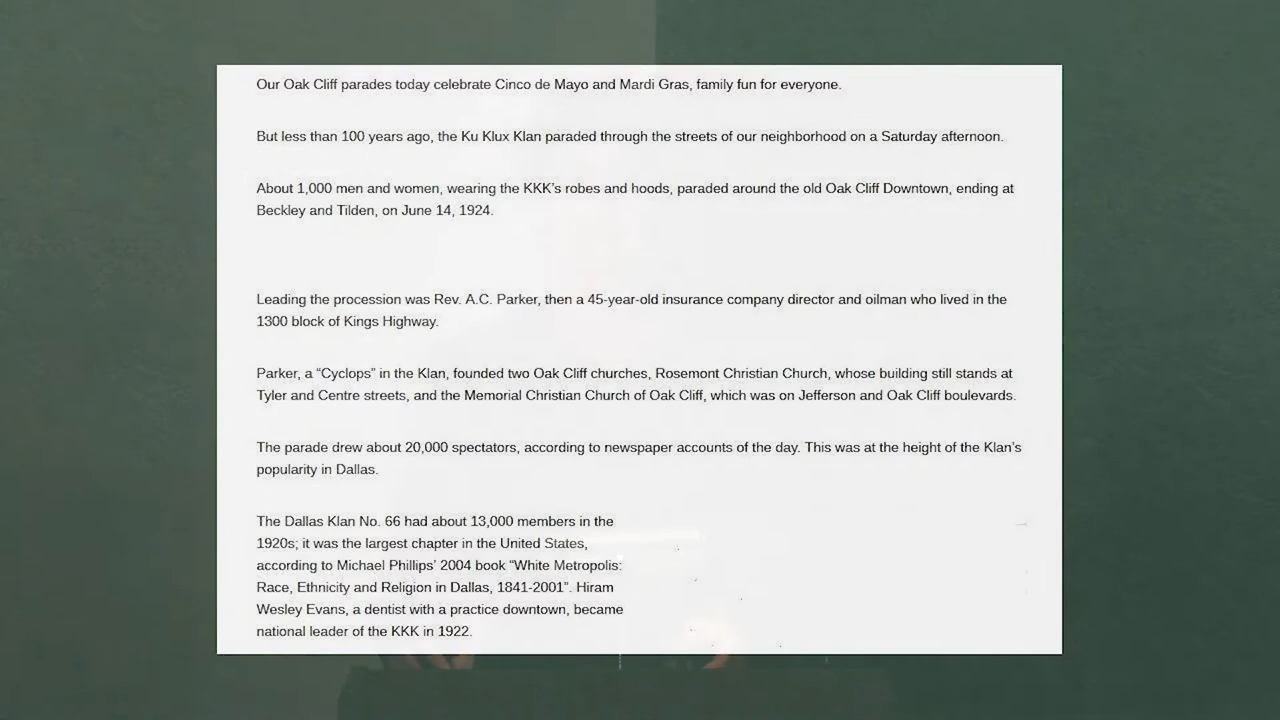 Our Oak Cliff parades today celebrate Cinco de Mayo and Mardi Gras, family fun for everyone.
But less than 100 years ago, the Ku Klux Klan paraded through the streets of our neighborhood on a Saturday afternoon.
About 1,000 men and women, wearing the KKK’s robes and hoods, paraded around the old Oak Cliff Downtown, ending at
Beckley and Tilden, on June 14, 1924.
Leading the procession was Rev. A.C. Parker, then a 45-year-old insurance company director and oilman who lived in the
1300 block of Kings Highway.
Parker, a “Cyclops” in the Klan, founded two Oak Cliff churches, Rosemont Christian Church, whose building still stands at
Tyler and Centre streets, and the Memorial Christian Church of Oak Cliff, which was on Jefferson and Oak Cliff boulevards.
The parade drew about 20,000 spectators, according to newspaper accounts of the day. This was at the height of the Klan’s
popularity in Dallas.
The Dallas Klan No. 66 had about 13,000 members in the
1920s; it was the largest chapter in the United States,
according to Michael Phillips’ 2004 book “White Metropolis:
Race, Ethnicity and Religion in Dallas, 1841-2001”. Hiram
Wesley Evans, a dentist with a practice downtown, became
national leader of the KKK in 1922.